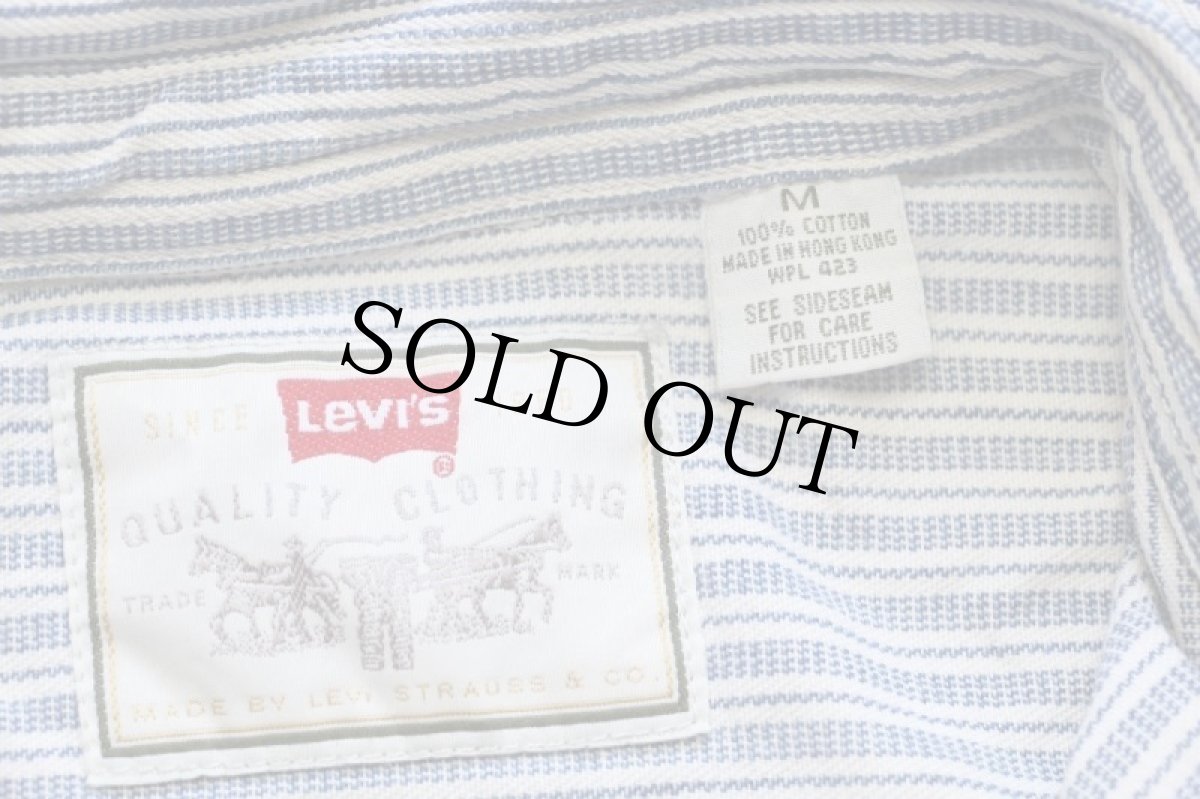 M
100% COTTON
MADE IN HONG KONG
WPL 423
SEE SIDESEAM
FOR CARE
INSTRUCTIONS
SOLD OUT
SINCE
LEVI'S ®
QUALITY CLOTHING
TRADE MARK
MADE BY LEVI STRAUSS & CO.